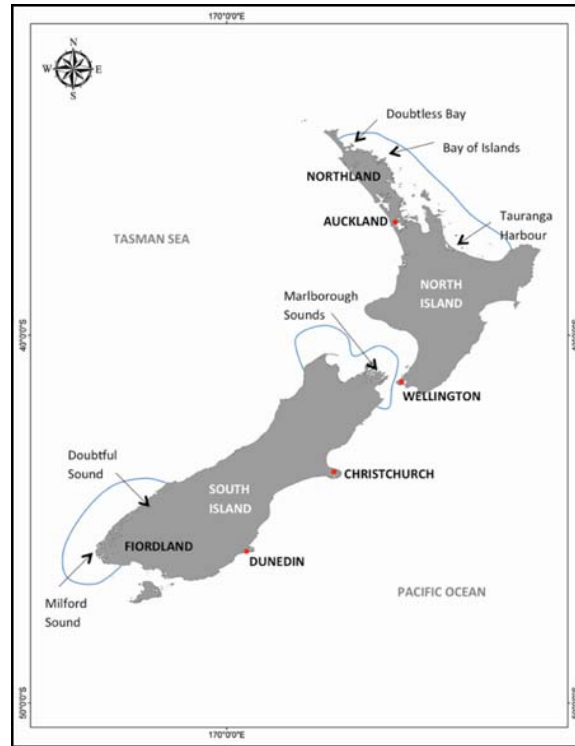 170°0'0"E
N
W
E
S
Doubtless Bay
Bay of Islands
NORTHLAND
AUCKLAND
Tauranga
Harbour
TASMAN SEA
NORTH
ISLAND
Marlborough
Sounds
40°0'0"S
WELLINGTON
Doubtful
Sound
SOUTH
ISLAND
CHRISTCHURCH
FIORDLAND
DUNEDIN
Milford
Sound
PACIFIC OCEAN
50°0'0"S
170°0'0"E